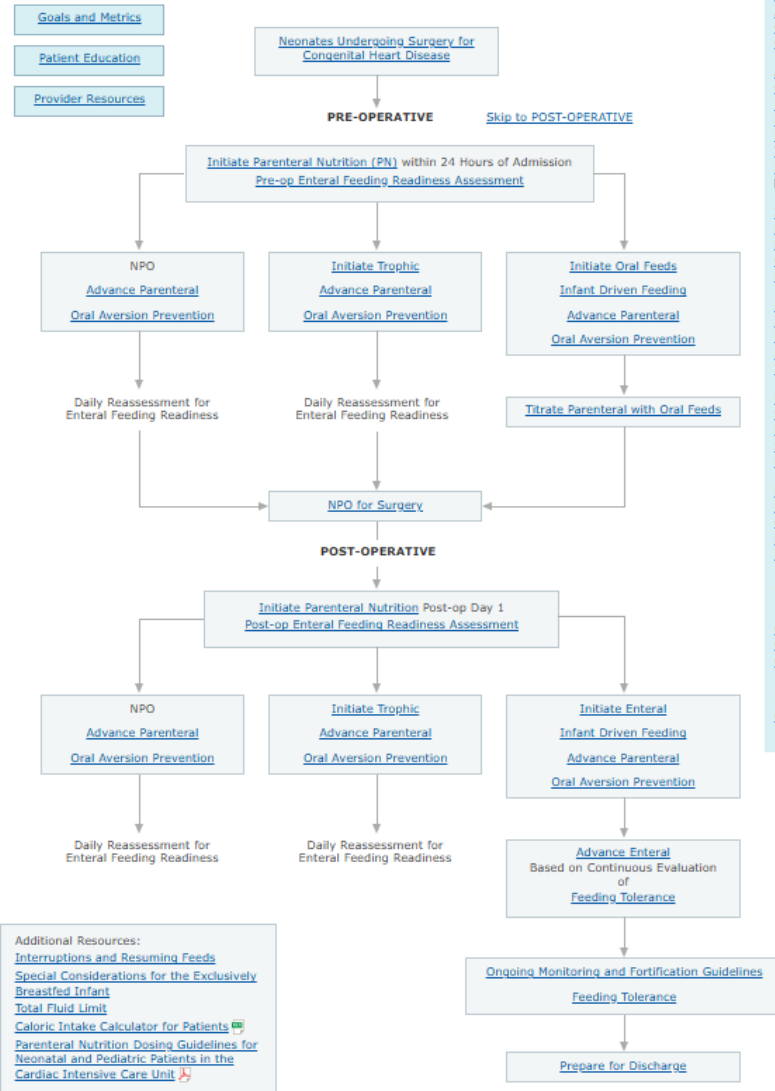 Goals and Metrics
Patient Education
Provider Resources
Neonates Undergoing Surgery for
Congenital Heart Disease
PRE-OPERATIVE
Skip to POST-OPERATIVE
Initiate Parenteral Nutrition (PN) within 24 Hours of Admission
Pre-op Enteral Feeding Readiness Assessment
NPO
Advance Parenteral
Oral Aversion Prevention
Initiate Trophic
Advance Parenteral
Oral Aversion Prevention
Initiate Oral Feeds
Infant Driven Feeding
Advance Parenteral
Oral Aversion Prevention
Daily Reassessment for
Enteral Feeding Readiness
Daily Reassessment for
Enteral Feeding Readiness
Titrate Parenteral with Oral Feeds
NPO for Surgery
POST-OPERATIVE
Initiate Parenteral Nutrition Post-op Day 1
Post-op Enteral Feeding Readiness Assessment
NPO
Advance Parenteral
Oral Aversion Prevention
Initiate Trophic
Advance Parenteral
Oral Aversion Prevention
Initiate Enteral
Infant Driven Feeding
Advance Parenteral
Oral Aversion Prevention
Daily Reassessment for
Enteral Feeding Readiness
Daily Reassessment for
Enteral Feeding Readiness
Advance Enteral
Based on Continuous Evaluation
of
Feeding Tolerance
Ongoing Monitoring and Fortification Guidelines
Feeding Tolerance
Prepare for Discharge
Additional Resources:
Interruptions and Resuming Feeds
Special Considerations for the Exclusively
Breastfed Infant
Total Fluid Limit
Caloric Intake Calculator for Patients
Parenteral Nutrition Dosing Guidelines for
Neonatal and Pediatric Patients in the
Cardiac Intensive Care Unit